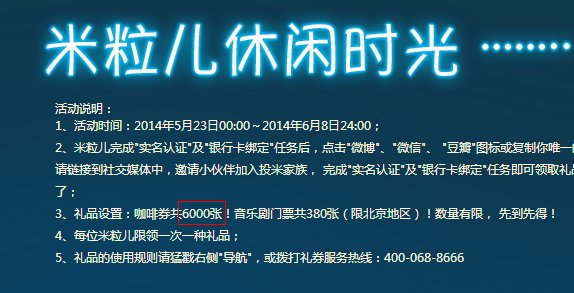 米粒儿休闲时光
活动说明：
1、活动时间：2014年5月23日00:00～2014年6月8日24:00；
2、米粒儿完成"实名认证"及"银行卡绑定"任务后，点击"微博"、"微信"、 "豆瓣"图标或复制你唯一
请链接到社交媒体中，邀请小伙伴加入投米家族， 完成"实名认证"及"银行卡绑定"任务即可领取礼
了；
3、礼品设置：咖啡券共6000张！音乐剧门票共380张（限北京地区）！数量有限， 先到先得！
4、每位米粒儿限领一次一种礼品；
5、礼品的使用规则请猛戳右侧"导航"，或拨打礼券服务热线：400-068-8666